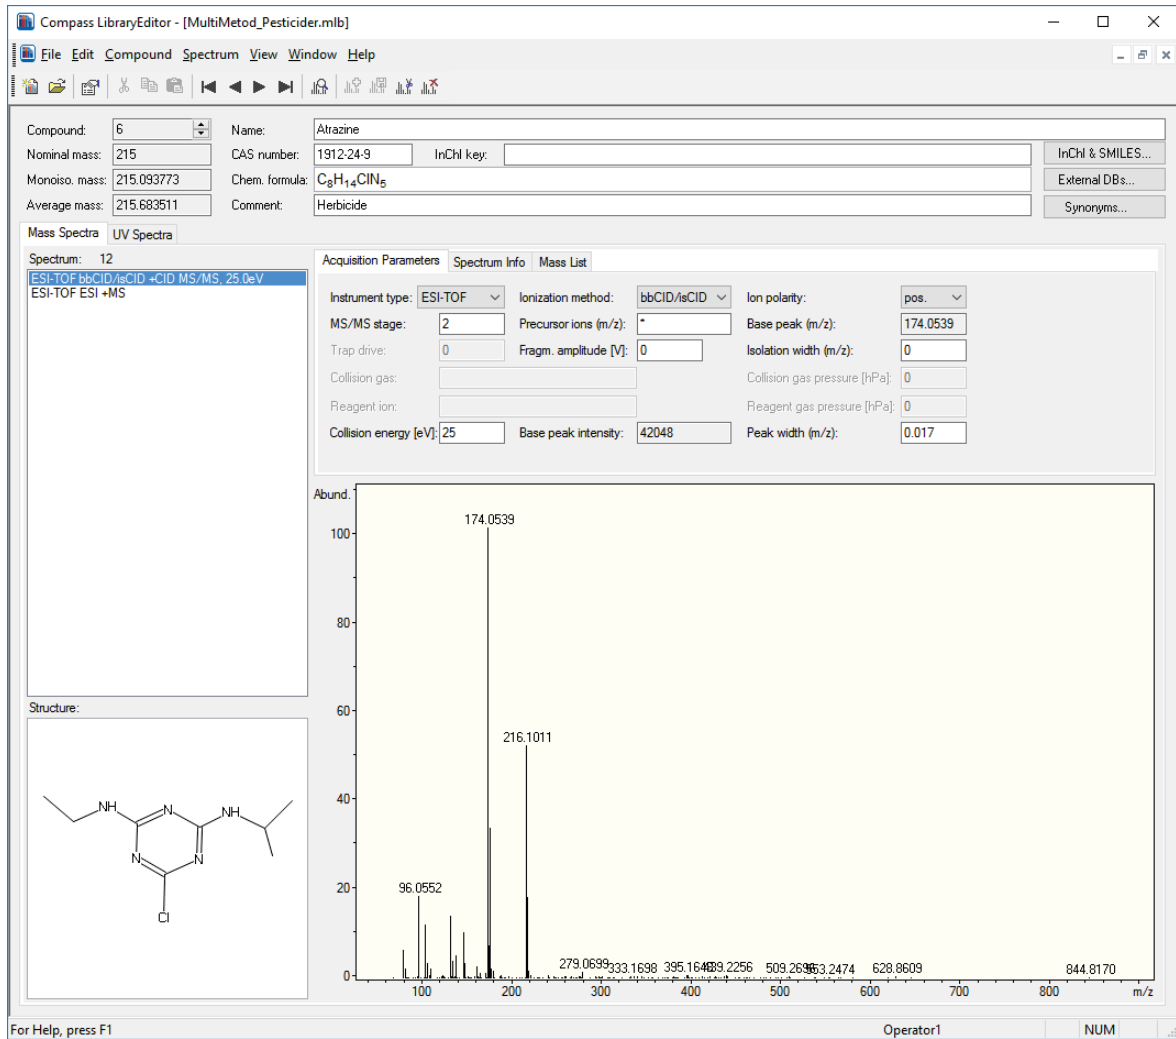 Compass LibraryEditor - [MultiMetod_Pesticider.mlb]
File Edit Compound Spectrum View Window Help
Compound: 6 Name: Atrazine
Nominal mass: 215 CAS number: 1912-24-9 InChI key: InChI & SMILES...
Monoiso. mass: 215.093773 Chem. formula: C₈H₁₄ClN₅ External DBs...
Average mass: 215.683511 Comment: Herbicide Synonyms...
Mass Spectra UV Spectra
Spectrum: 12
ESI-TOF bbCID/isCID +CID MS/MS, 25.0eV
ESI-TOF ESI +MS
Acquisition Parameters Spectrum Info Mass List
Instrument type: ESI-TOF Ionization method: bbCID/isCID Ion polarity: pos.
MS/MS stage: 2 Precursor ions (m/z): * Base peak (m/z): 174.0539
Trap drive: 0 Fragm. amplitude [V]: 0 Isolation width (m/z): 0
Collision gas: Collision gas pressure [hPa]: 0
Reagent ion: Reagent gas pressure [hPa]: 0
Collision energy [eV]: 25 Base peak intensity: 42048 Peak width (m/z): 0.017
Abund.
174.0539
100
80
60
216.1011
40
20
96.0552
279.0699 333.1698 395.1646 439.2256 509.2696 553.2474 628.8609 844.8170
0
100 200 300 400 500 600 700 800 m/z
Structure:
NH N NH
N N
Cl
For Help, press F1 Operator1 NUM